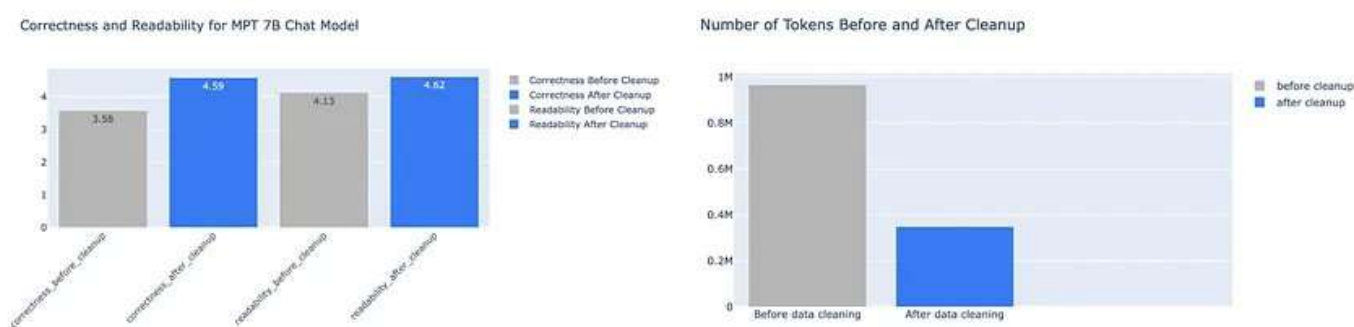 Correctness and Readability for MPT 7B Chat Model
4
3
2
1
0
3.58
4.59
4.13
4.62
correctness_before_cleanup
correctness_after_cleanup
readability_before_cleanup
readability_after_cleanup
Correctness Before Cleanup
Correctness After Cleanup
Readability Before Cleanup
Readability After Cleanup
Number of Tokens Before and After Cleanup
1M
0.8M
0.6M
0.4M
0.2M
0
Before data cleaning
After data cleaning
before cleanup
after cleanup